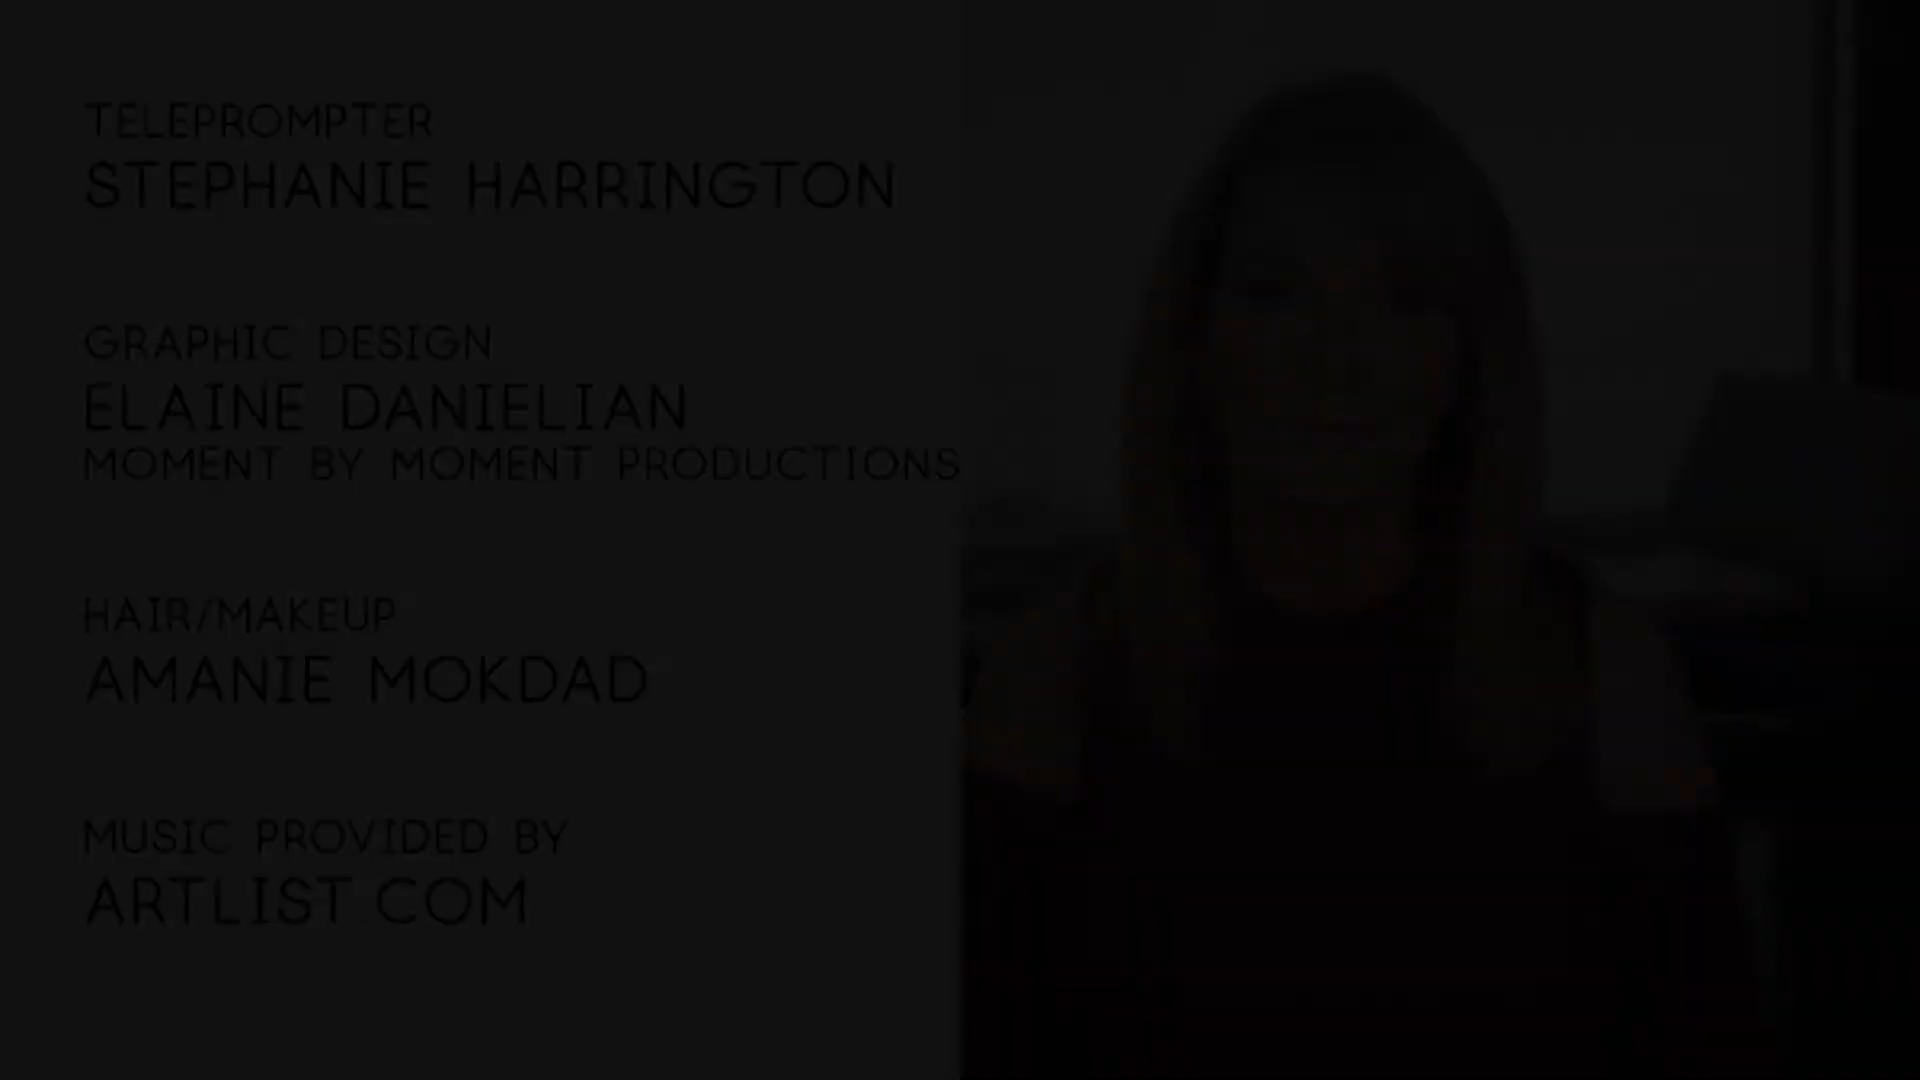 TELEPROMPTER
STEPHANIE HARRINGTON
GRAPHIC DESIGN
ELAINE DANIELIAN
MOMENT BY MOMENT PRODUCTIONS
HAIR/MAKEUP
AMANIE MOKDAD
MUSIC PROVIDED BY
ARTLIST.COM